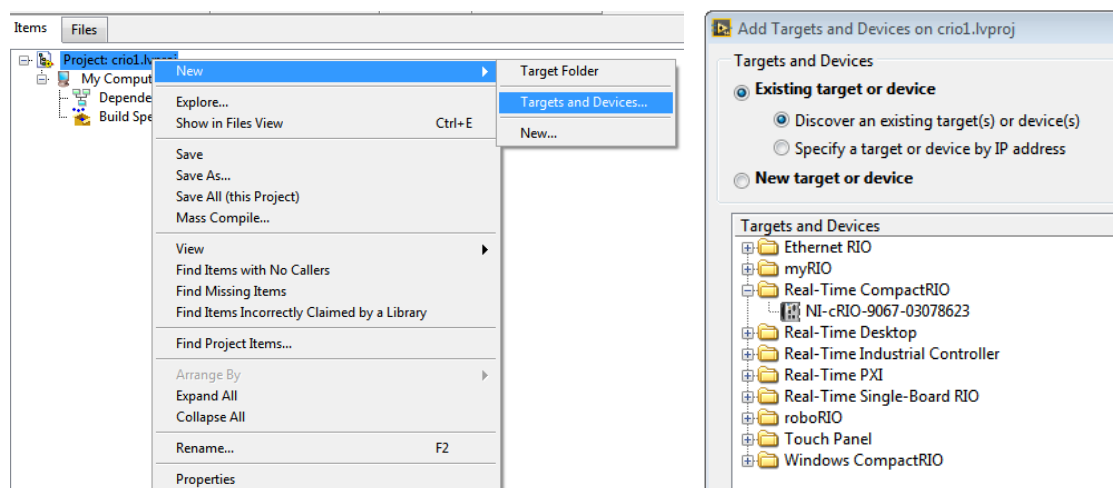 Items
Files
Project: crio1.lvproj
My Comput
Depende
Build Spe
New
Explore...
Show in Files View Ctrl+E
Save
Save As...
Save All (this Project)
Mass Compile...
View
Find Items with No Callers
Find Missing Items
Find Items Incorrectly Claimed by a Library
Find Project Items...
Arrange By
Expand All
Collapse All
Rename... F2
Properties
Target Folder
Targets and Devices...
New...
Add Targets and Devices on crio1.lvproj
Targets and Devices
Existing target or device
Discover an existing target(s) or device(s)
Specify a target or device by IP address
New target or device
Targets and Devices
Ethernet RIO
myRIO
Real-Time CompactRIO
NI-cRIO-9067-03078623
Real-Time Desktop
Real-Time Industrial Controller
Real-Time PXI
Real-Time Single-Board RIO
roboRIO
Touch Panel
Windows CompactRIO